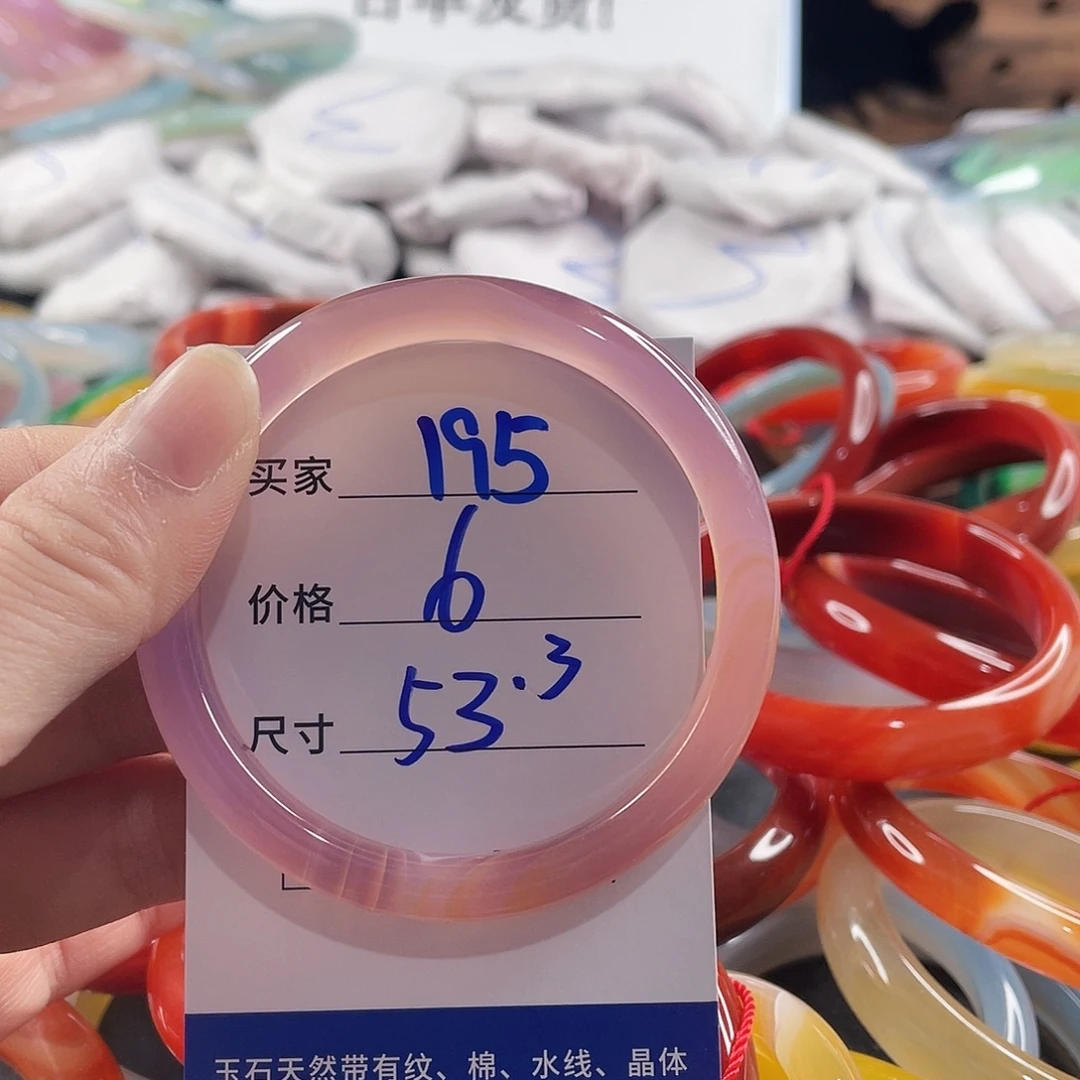 买家 195
价格 6
尺寸 53.3
玉石天然带有纹、棉、水线、晶体